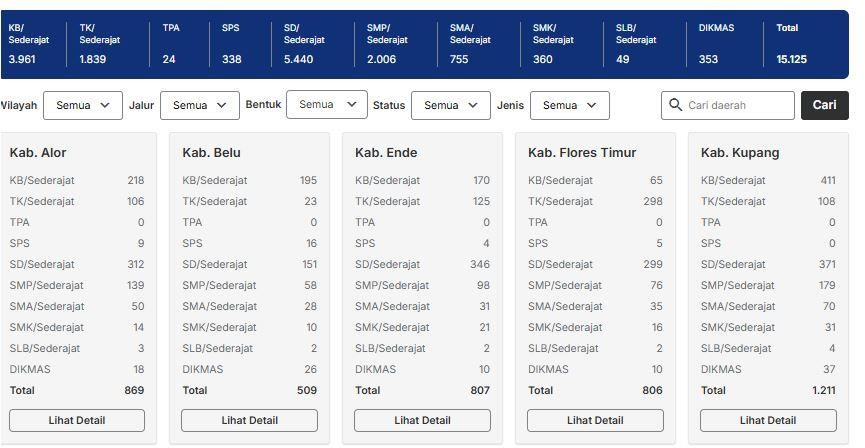 KB/ Sederajat TK/ Sederajat TPA SPS SD/ Sederajat SMP/ Sederajat SMA/ Sederajat SMK/ Sederajat SLB/ Sederajat DIKMAS Total
3.961 1.839 24 338 5.440 2.006 755 360 49 353 15.125
Wilayah Semua Jalur Semua Bentuk Semua Status Semua Jenis Semua Cari daerah Cari
Kab. Alor
KB/Sederajat 218
TK/Sederajat 106
TPA 0
SPS 9
SD/Sederajat 312
SMP/Sederajat 139
SMA/Sederajat 50
SMK/Sederajat 14
SLB/Sederajat 3
DIKMAS 18
Total 869
Lihat Detail
Kab. Belu
KB/Sederajat 195
TK/Sederajat 23
TPA 0
SPS 16
SD/Sederajat 151
SMP/Sederajat 58
SMA/Sederajat 28
SMK/Sederajat 10
SLB/Sederajat 2
DIKMAS 26
Total 509
Lihat Detail
Kab. Ende
KB/Sederajat 170
TK/Sederajat 125
TPA 0
SPS 4
SD/Sederajat 346
SMP/Sederajat 98
SMA/Sederajat 31
SMK/Sederajat 21
SLB/Sederajat 2
DIKMAS 10
Total 807
Lihat Detail
Kab. Flores Timur
KB/Sederajat 65
TK/Sederajat 298
TPA 0
SPS 5
SD/Sederajat 299
SMP/Sederajat 76
SMA/Sederajat 35
SMK/Sederajat 16
SLB/Sederajat 2
DIKMAS 10
Total 806
Lihat Detail
Kab. Kupang
KB/Sederajat 411
TK/Sederajat 108
TPA 0
SPS 0
SD/Sederajat 371
SMP/Sederajat 179
SMA/Sederajat 70
SMK/Sederajat 31
SLB/Sederajat 4
DIKMAS 37
Total 1.211
Lihat Detail